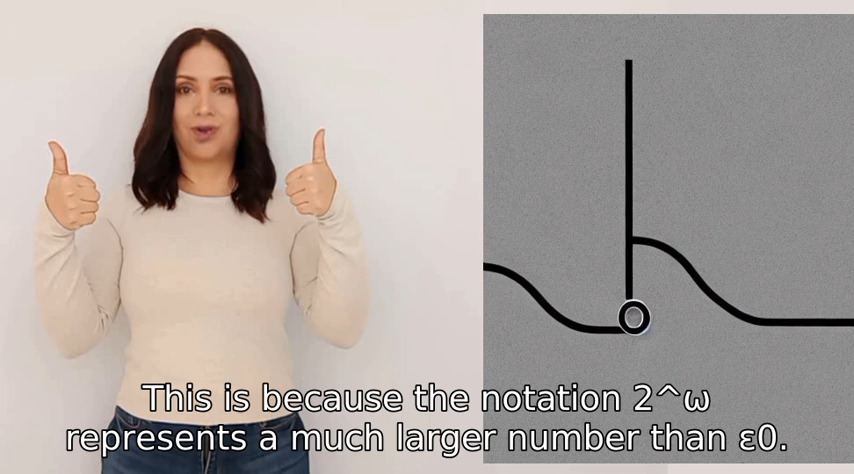 This is because the notation 2^ω
represents a much larger number than ε0.